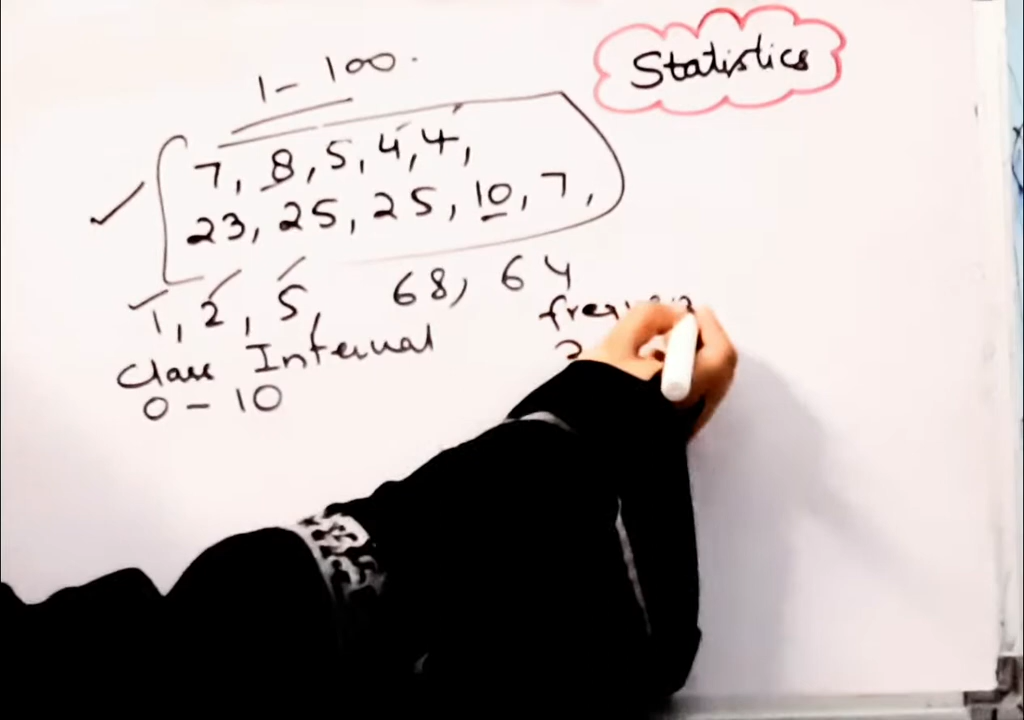 Statistics
1 - 100.
7, 8, 5, 4, 4,
23, 25, 25, 10, 7,
1, 2, 5, 68, 64
Class Interval
0 - 10